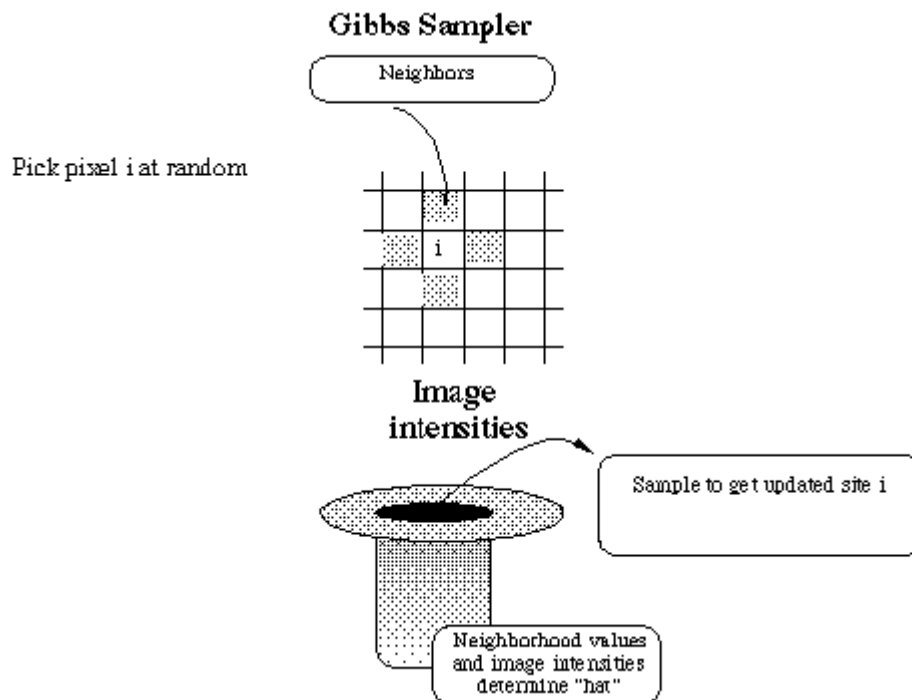 Gibbs Sampler
Neighbors
Pick pixel i at random
i
Image
intensities
Sample to get updated site i
Neighborhood values
and image intensities
determine "hat"